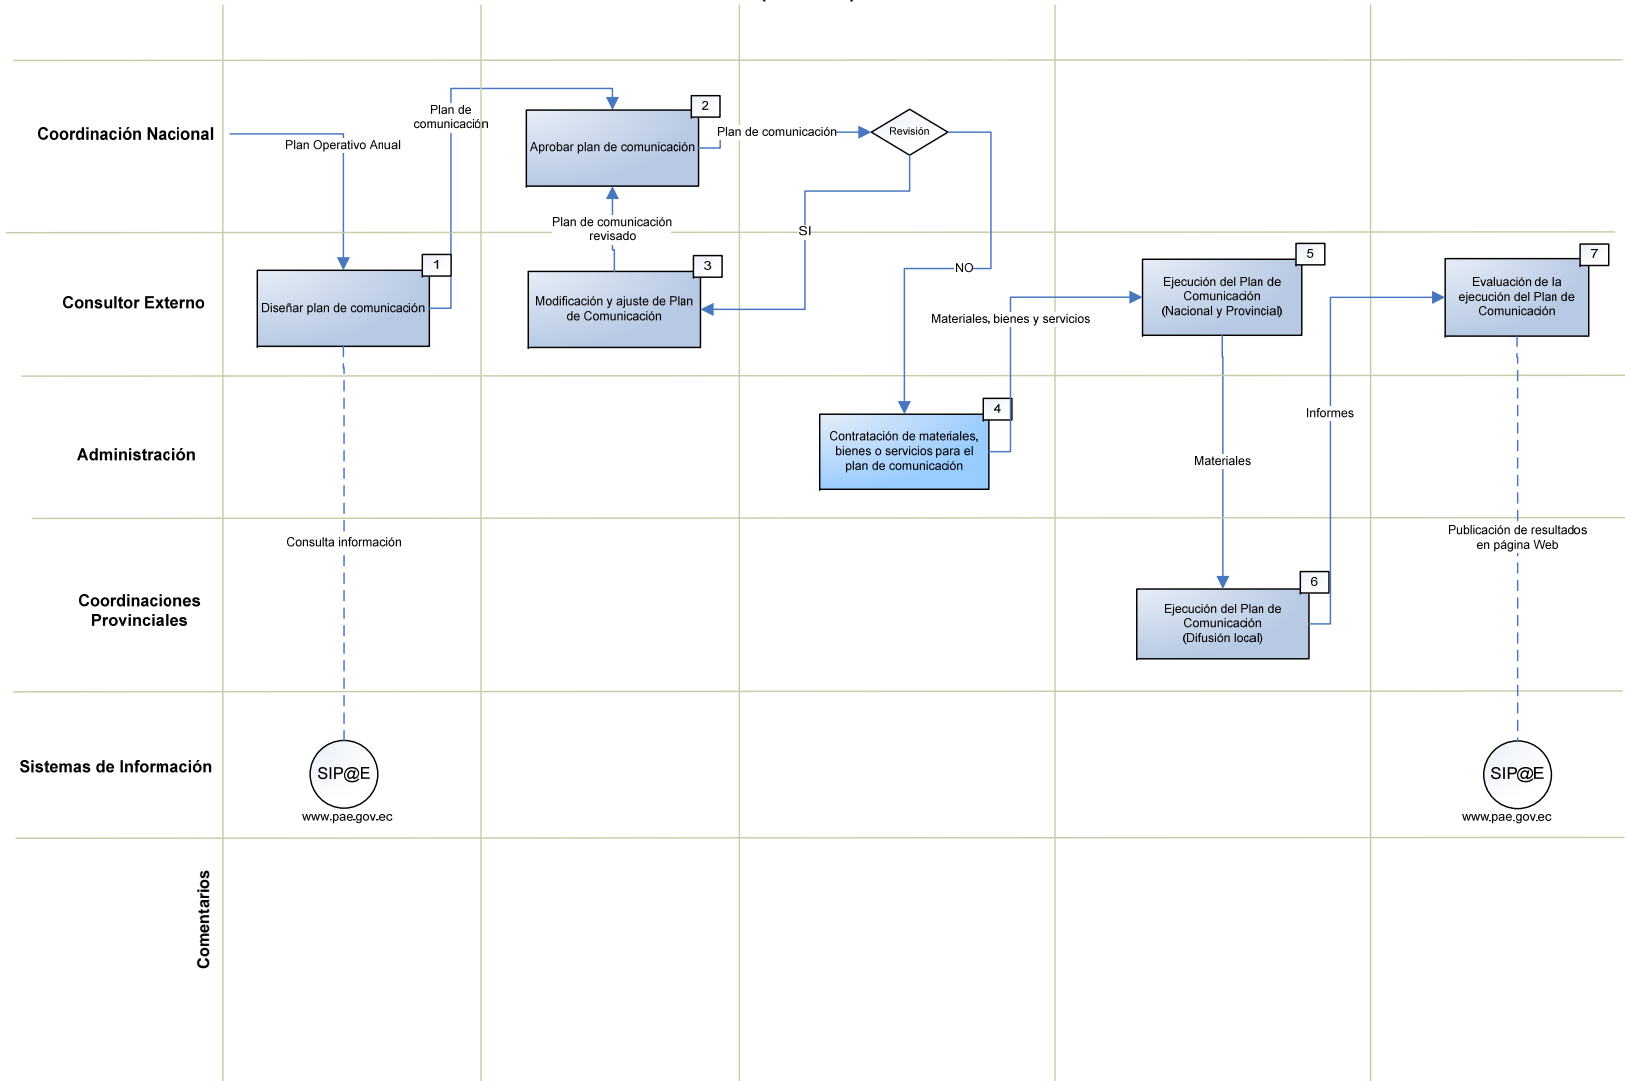 Coordinación Nacional
Plan Operativo Anual
Plan de
comunicación
2
Aprobar plan de comunicación
Plan de comunicación
Revisión
Plan de comunicación
revisado
SI
NO
Consultor Externo
1
Diseñar plan de comunicación
3
Modificación y ajuste de Plan
de Comunicación
Materiales, bienes y servicios
5
Ejecución del Plan de
Comunicación
(Nacional y Provincial)
7
Evaluación de la
ejecución del Plan de
Comunicación
Administración
4
Contratación de materiales,
bienes o servicios para el
plan de comunicación
Materiales
Informes
Consulta información
Publicación de resultados
en página Web
Coordinaciones
Provinciales
6
Ejecución del Plan de
Comunicación
(Difusión local)
Sistemas de Información
SIP@E
www.pae.gov.ec
SIP@E
www.pae.gov.ec
Comentarios